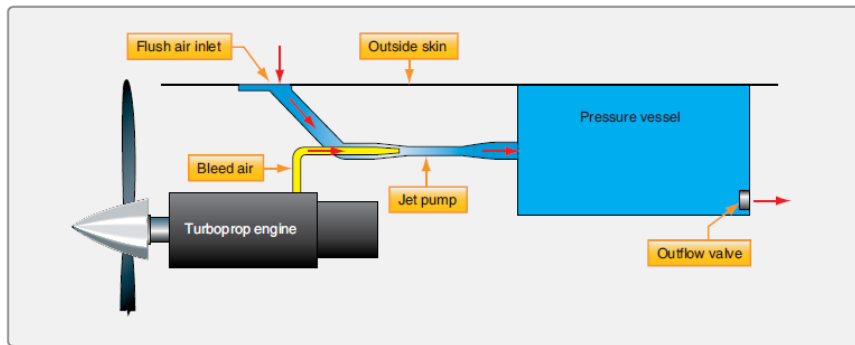 Flush air inlet
Outside skin
Pressure vessel
Bleed air
Jet pump
Turboprop engine
Outflow valve